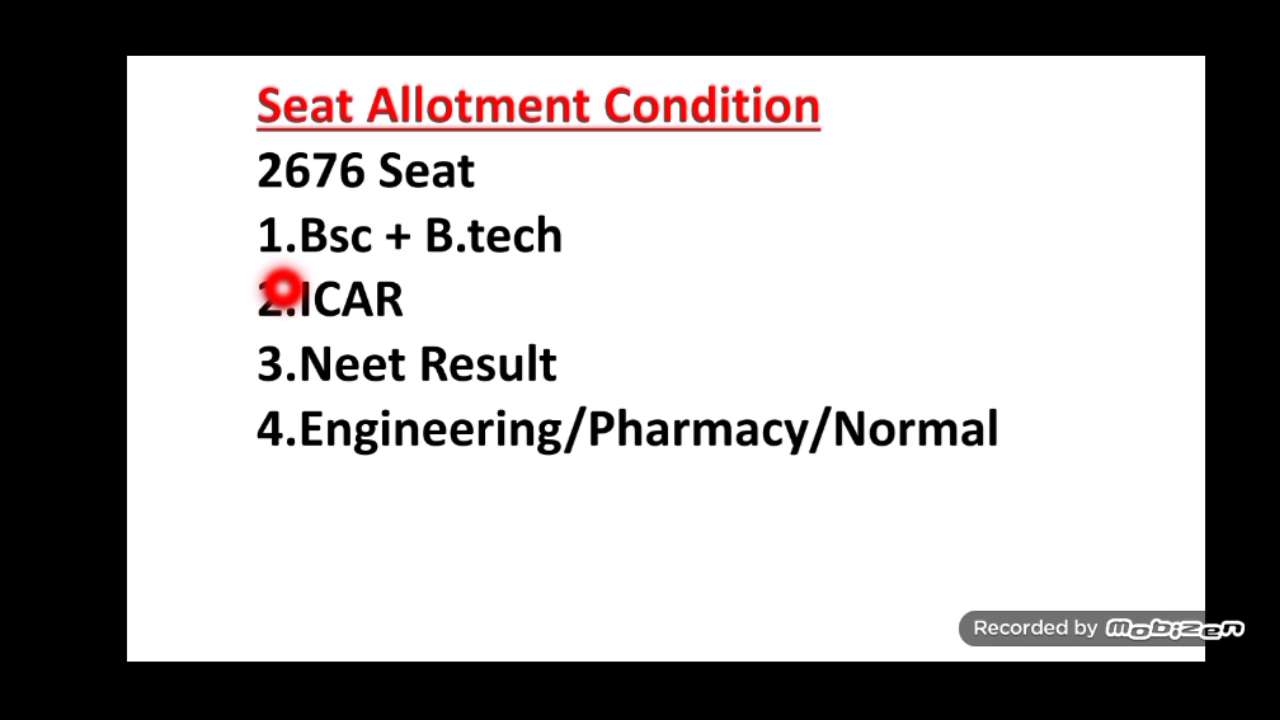 Seat Allotment Condition
2676 Seat
1.Bsc + B.tech
2.ICAR
3.Neet Result
4.Engineering/Pharmacy/Normal
Recorded by mobizen